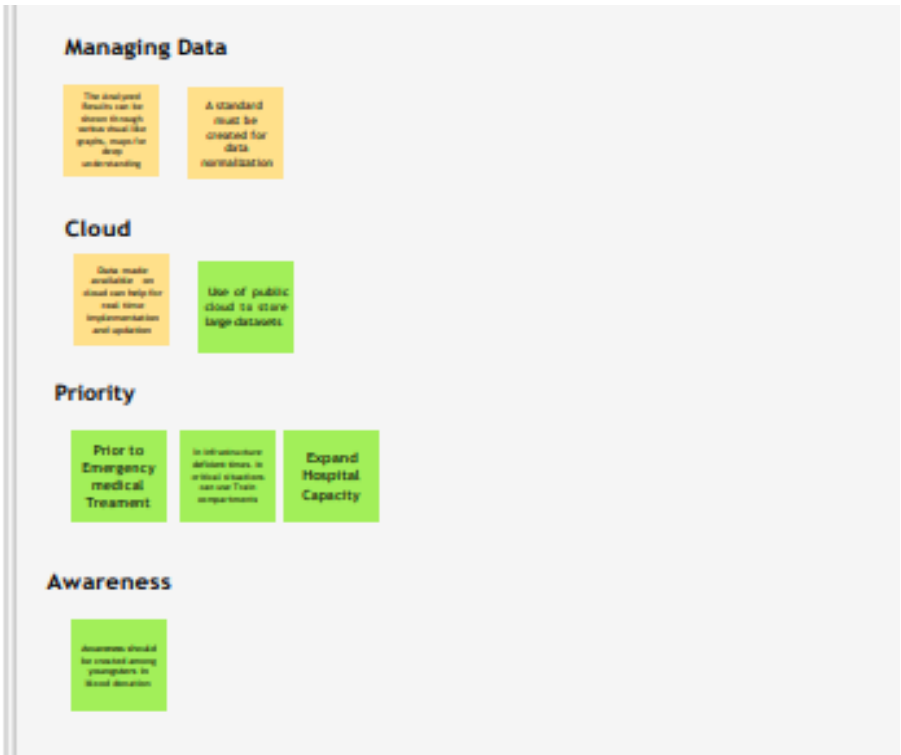 Managing Data
The Analyzed
Results can be
shown through
various visual like
graphs, maps for
deep
understanding
A standard
must be
created for
data
normalization
Cloud
Data made
available on
cloud can help for
real time
implementation
and updation
Use of public
cloud to store
large datasets
Priority
Prior to
Emergency
medical
Treament
In infrastructure
deficient times, in
critical situations
can use Train
compartments
Expand
Hospital
Capacity
Awareness
Awareness should
be created among
youngsters in
blood donation